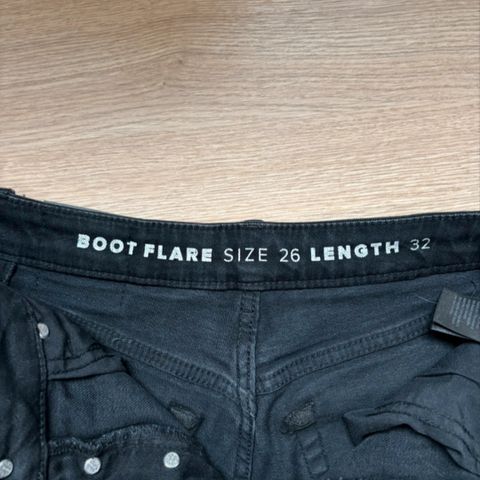 BOOT FLARE SIZE 26 LENGTH 32